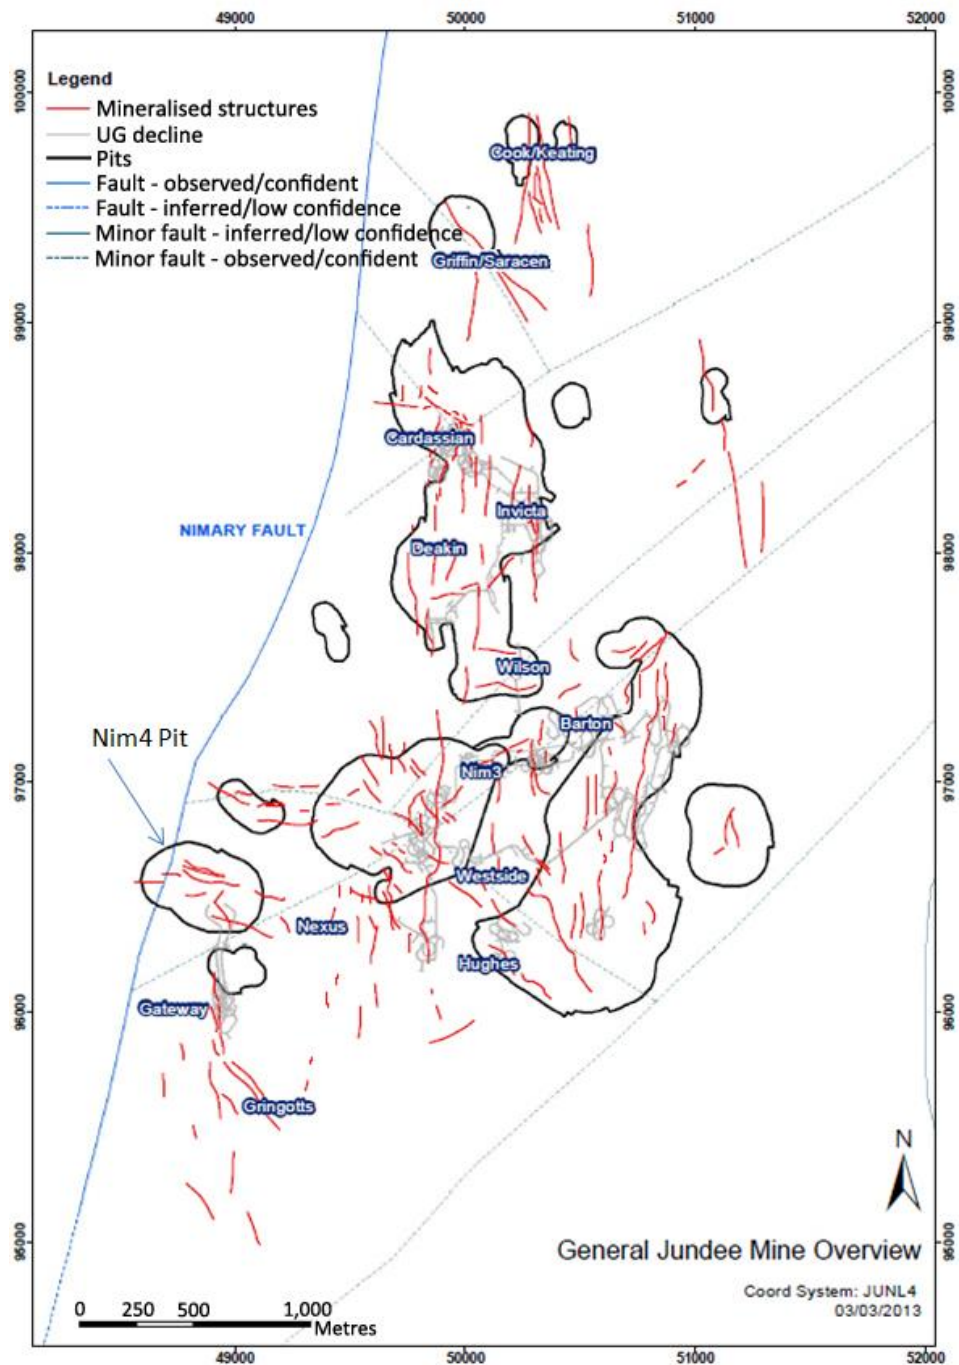 49000
50000
51000
52000
Legend
Mineralised structures
UG decline
Pits
Fault - observed/confident
Fault - inferred/low confidence
Minor fault - inferred/low confidence
Minor fault - observed/confident
100000
100000
Cook/Keating
Griffin/Saracen
99000
99000
Cardassian
Invicta
NIMARY FAULT
Deakin
98000
98000
Wilson
Barton
Nim4 Pit
Nim3
97000
97000
Westside
Nexus
Hughes
Gateway
96000
96000
Gringotts
N
95000
95000
General Jundee Mine Overview
Coord System: JUNL4
03/03/2013
0 250 500 1,000
Metres
49000
50000
51000
52000